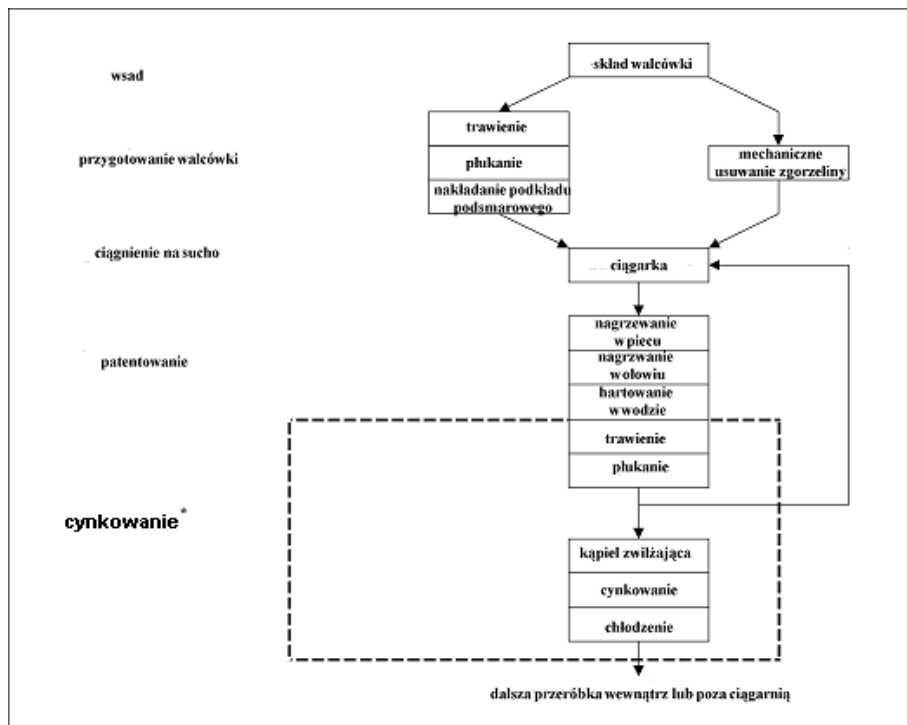 wsad
-skład walcówki
przygotowanie walcówki
trawienie
płukanie
nakładanie podkładu
podsmarowego
mechaniczne
usuwanie zgorzeliny
ciągnienie na sucho
ciągarka
patentowanie
nagrzewanie
w piecu
nagrzwanie
w ołowiu
hartowanie
w wodzie
trawienie
płukanie
cynkowanie*
kąpiel zwilżająca
cynkowanie
chłodzenie
dalsza przeróbka wewnątrz lub poza ciągarnią